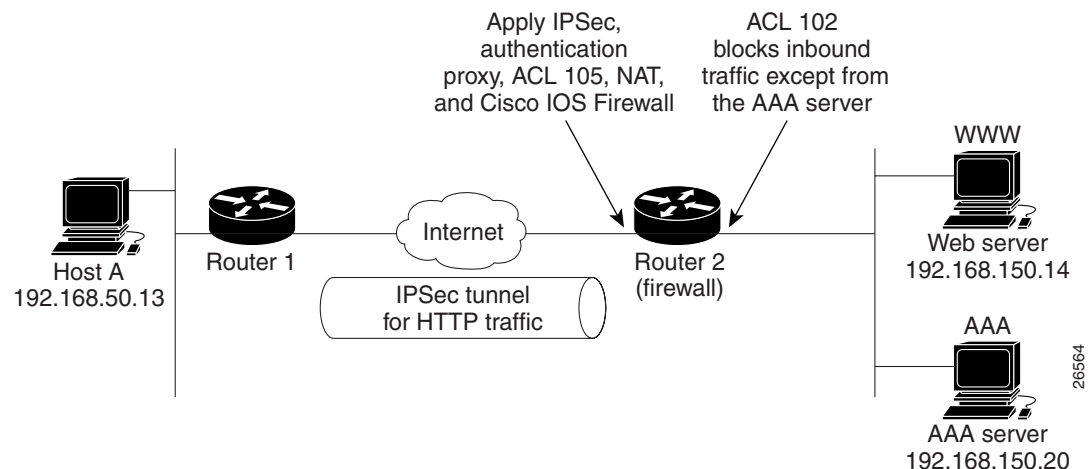 Apply IPSec,
authentication
proxy, ACL 105, NAT,
and Cisco IOS Firewall
ACL 102
blocks inbound
traffic except from
the AAA server
WWW
Internet
Host A
192.168.50.13
Router 1
Router 2
(firewall)
Web server
192.168.150.14
IPSec tunnel
for HTTP traffic
AAA
AAA server
192.168.150.20
26564